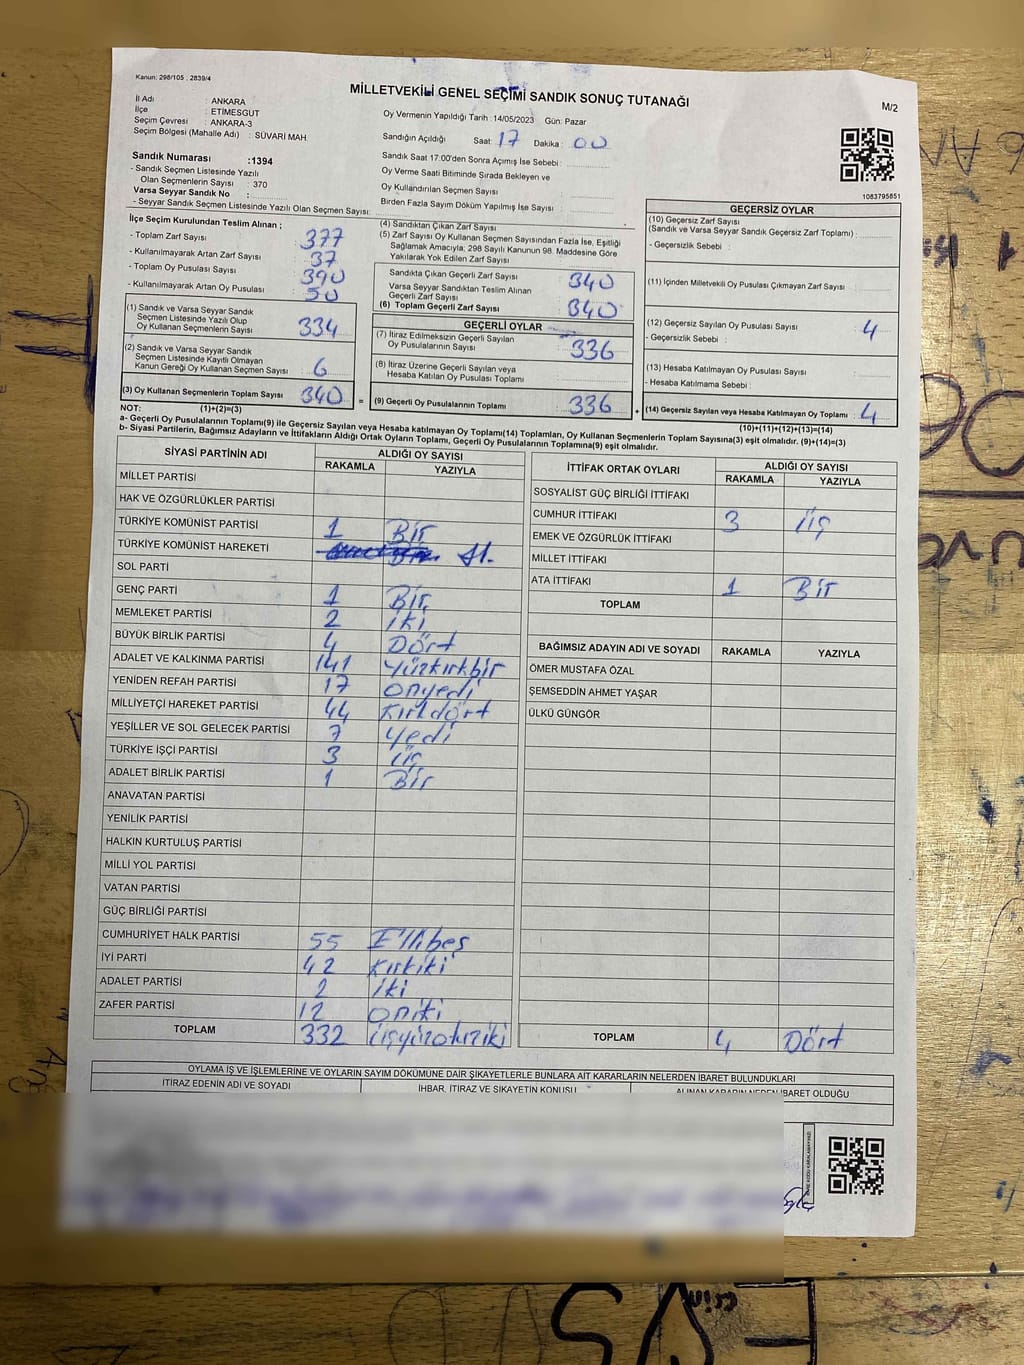 Kanun: 298/105 ; 2839/4
MİLLETVEKİLİ GENEL SEÇİMİ SANDIK SONUÇ TUTANAĞI
M/2
İl Adı : ANKARA
İlçe : ETİMESGUT
Seçim Çevresi : ANKARA-3
Seçim Bölgesi (Mahalle Adı) : SÜVARİ MAH.
Sandık Numarası :1394
- Sandık Seçmen Listesinde Yazılı
Olan Seçmenlerin Sayısı : 370
Varsa Seyyar Sandık No :
- Seyyar Sandık Seçmen Listesinde Yazılı Olan Seçmen Sayısı:
Oy Vermenin Yapıldığı Tarih : 14/05/2023 Gün: Pazar
Sandığın Açıldığı Saat: 17 Dakika : 00
Sandık Saat 17:00'den Sonra Açımış İse Sebebi :
Oy Verme Saati Bitiminde Sırada Bekleyen ve
Oy Kullandırılan Seçmen Sayısı :
Birden Fazla Sayım Döküm Yapılmış İse Sayısı :
1083795851
İlçe Seçim Kurulundan Teslim Alınan ;
- Toplam Zarf Sayısı : 377
- Kullanılmayarak Artan Zarf Sayısı : 37
- Toplam Oy Pusulası Sayısı : 390
- Kullanılmayarak Artan Oy Pusulası : 50
(1) Sandık ve Varsa Seyyar Sandık
Seçmen Listesinde Yazılı Olup
Oy Kullanan Seçmenlerin Sayısı : 334
(2) Sandık ve Varsa Seyyar Sandık
Seçmen Listesinde Kayıtlı Olmayan
Kanun Gereği Oy Kullanan Seçmen Sayısı : 6
(3) Oy Kullanan Seçmenlerin Toplam Sayısı : 340 =
(4) Sandıktan Çıkan Zarf Sayısı :
(5) Zarf Sayısı Oy Kullanan Seçmen Sayısından Fazla İse, Eşitliği
Sağlamak Amacıyla; 298 Sayılı Kanunun 98. Maddesine Göre
Yakılarak Yok Edilen Zarf Sayısı :
Sandıkta Çıkan Geçerli Zarf Sayısı : 340
Varsa Seyyar Sandıktan Teslim Alınan
Geçerli Zarf Sayısı :
(6) Toplam Geçerli Zarf Sayısı : 340
GEÇERLİ OYLAR
(7) İtiraz Edilmeksizin Geçerli Sayılan
Oy Pusulalarının Sayısı : 336
(8) İtiraz Üzerine Geçerli Sayılan veya
Hesaba Katılan Oy Pusulası Toplamı :
(9) Geçerli Oy Pusulalarının Toplamı : 336 +
GEÇERSİZ OYLAR
(10) Geçersiz Zarf Sayısı
(Sandık ve Varsa Seyyar Sandık Geçersiz Zarf Toplamı) :
- Geçersizlik Sebebi :
(11) İçinden Milletvekili Oy Pusulası Çıkmayan Zarf Sayısı :
(12) Geçersiz Sayılan Oy Pusulası Sayısı : 4
- Geçersizlik Sebebi :
(13) Hesaba Katılmayan Oy Pusulası Sayısı :
- Hesaba Katılmama Sebebi :
(14) Geçersiz Sayılan veya Hesaba Katılmayan Oy Toplamı : 4
NOT: (1)+(2)=(3)
(10)+(11)+(12)+(13)=(14)
a- Geçerli Oy Pusulalarının Toplamı(9) ile Geçersiz Sayılan veya Hesaba Katılmayan Oy Toplamı(14) Toplamları, Oy Kullanan Seçmenlerin Toplam Sayısına(3) eşit olmalıdır. (9)+(14)=(3)
b- Siyasi Partilerin, Bağımsız Adayların ve İttifakların Aldığı Ortak Oyların Toplamı, Geçerli Oy Pusulalarının Toplamına(9) eşit olmalıdır.
SİYASİ PARTİNİN ADI ALDIĞI OY SAYISI
RAKAMLA YAZIYLA
MİLLET PARTİSİ
HAK VE ÖZGÜRLÜKLER PARTİSİ
TÜRKİYE KOMÜNİST PARTİSİ 1 Bir
TÜRKİYE KOMÜNİST HAREKETİ
SOL PARTİ
GENÇ PARTİ 1 Bir
MEMLEKET PARTİSİ 2 iki
BÜYÜK BİRLİK PARTİSİ 4 Dört
ADALET VE KALKINMA PARTİSİ 141 Yüzkırkbir
YENİDEN REFAH PARTİSİ 17 onyedi
MİLLİYETÇİ HAREKET PARTİSİ 44 kırkdört
YEŞİLLER VE SOL GELECEK PARTİSİ 7 yedi
TÜRKİYE İŞÇİ PARTİSİ 3 üç
ADALET BİRLİK PARTİSİ 1 Bir
ANAVATAN PARTİSİ
YENİLİK PARTİSİ
HALKIN KURTULUŞ PARTİSİ
MİLLİ YOL PARTİSİ
VATAN PARTİSİ
GÜÇ BİRLİĞİ PARTİSİ
CUMHURİYET HALK PARTİSİ 55 Ellibeş
İYİ PARTİ 42 kırkiki
ADALET PARTİSİ 2 iki
ZAFER PARTİSİ 12 oniki
TOPLAM 332 üçyüzotuziki
İTTİFAK ORTAK OYLARI ALDIĞI OY SAYISI
RAKAMLA YAZIYLA
SOSYALİST GÜÇ BİRLİĞİ İTTİFAKI
CUMHUR İTTİFAKI 3 üç
EMEK VE ÖZGÜRLÜK İTTİFAKI
MİLLET İTTİFAKI
ATA İTTİFAKI 1 Bir
TOPLAM
BAĞIMSIZ ADAYIN ADI VE SOYADI RAKAMLA YAZIYLA
ÖMER MUSTAFA ÖZAL
ŞEMSEDDİN AHMET YAŞAR
ÜLKÜ GÜNGÖR
TOPLAM 4 Dört
OYLAMA İŞ VE İŞLEMLERİNE VE OYLARIN SAYIM DÖKÜMÜNE DAİR ŞİKAYETLERLE BUNLARA AİT KARARLARIN NELERDEN İBARET BULUNDUKLARI
İTİRAZ EDENİN ADI VE SOYADI İHBAR, İTİRAZ VE ŞİKAYETİN KONUSU ALINAN KARARIN NEDEN İBARET OLDUĞU